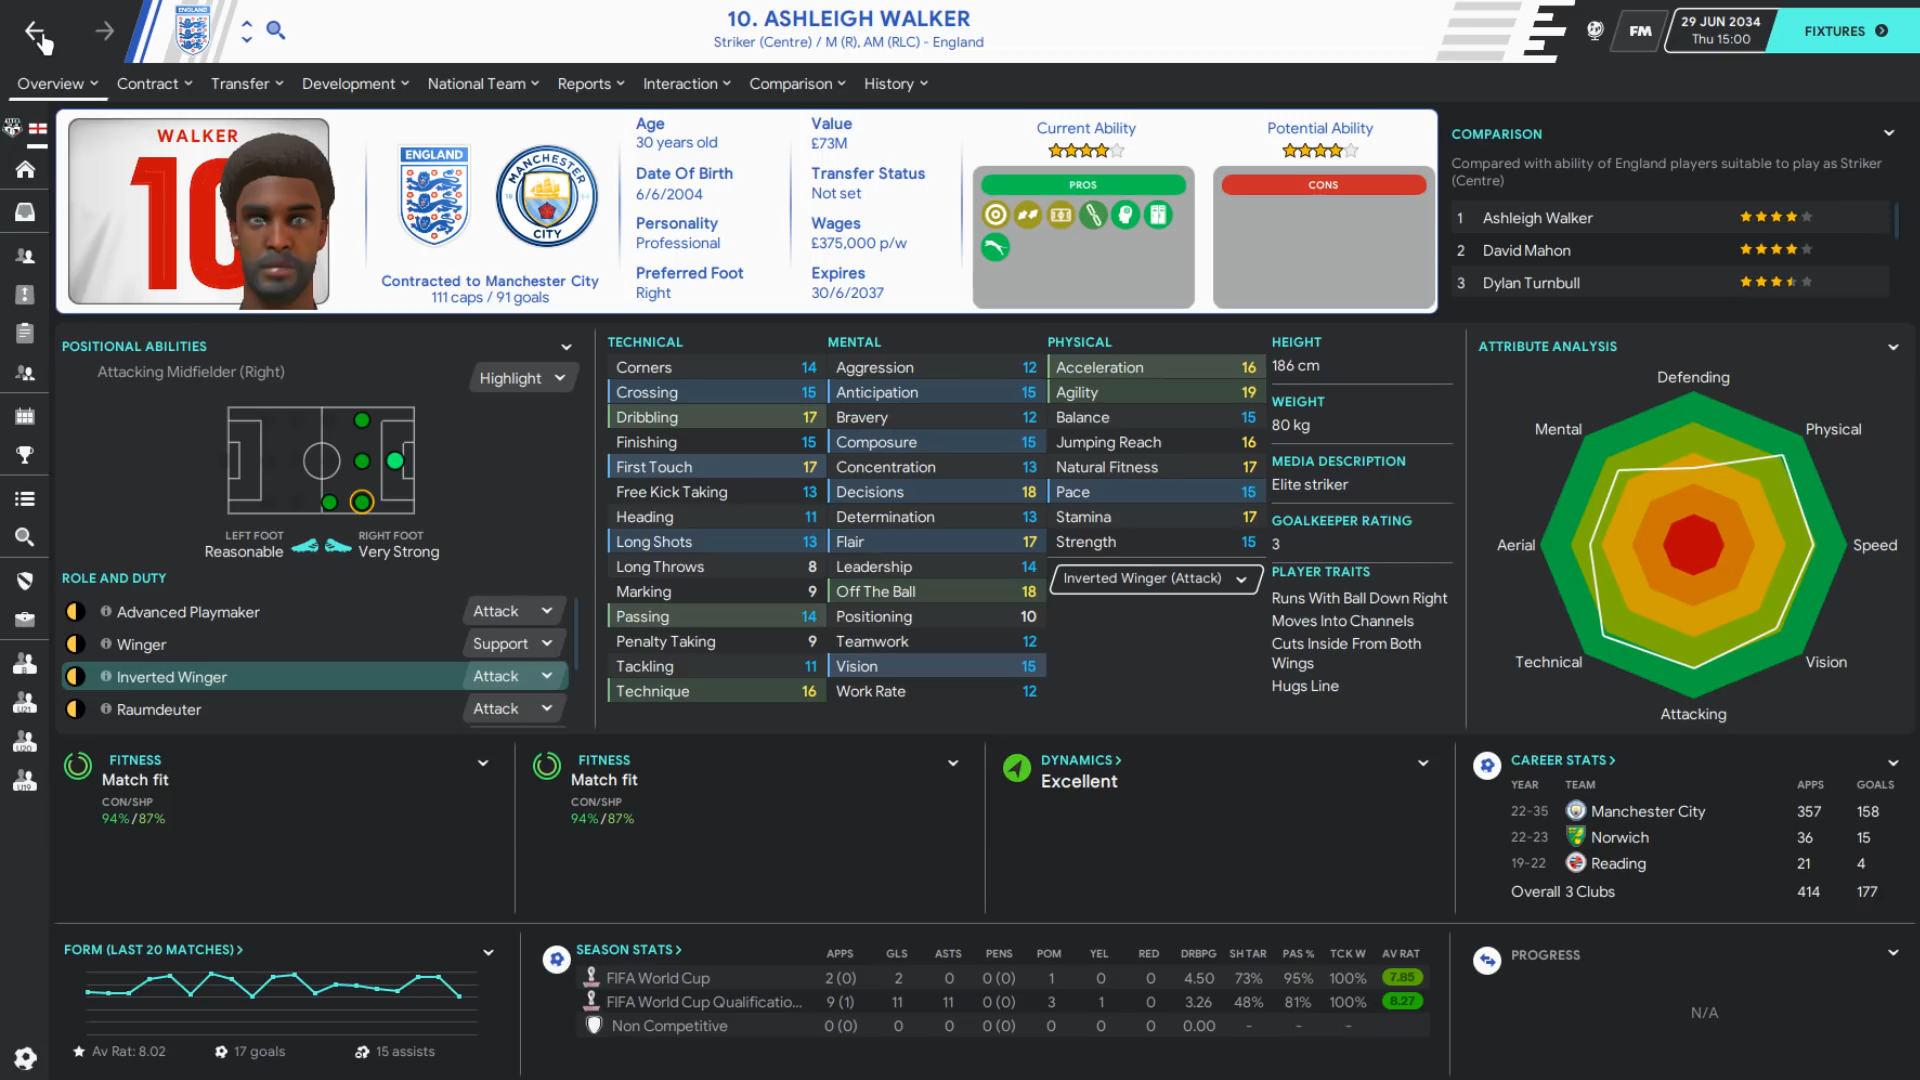 ENGLAND
10. ASHLEIGH WALKER
Striker (Centre) / M (R), AM (RLC) - England
FM
29 JUN 2034
Thu 15:00
FIXTURES
Overview
Contract
Transfer
Development
National Team
Reports
Interaction
Comparison
History
WALKER
10
ENGLAND
MANCHESTER
CITY
Contracted to Manchester City
111 caps / 91 goals
Age
30 years old
Date Of Birth
6/6/2004
Personality
Professional
Preferred Foot
Right
Value
£73M
Transfer Status
Not set
Wages
£375,000 p/w
Expires
30/6/2037
Current Ability
PROS
Potential Ability
CONS
COMPARISON
Compared with ability of England players suitable to play as Striker
(Centre)
1 Ashleigh Walker
2 David Mahon
3 Dylan Turnbull
POSITIONAL ABILITIES
Attacking Midfielder (Right)
Highlight
LEFT FOOT
Reasonable
RIGHT FOOT
Very Strong
ROLE AND DUTY
Advanced Playmaker Attack
Winger Support
Inverted Winger Attack
Raumdeuter Attack
TECHNICAL
Corners 14
Crossing 15
Dribbling 17
Finishing 15
First Touch 17
Free Kick Taking 13
Heading 11
Long Shots 13
Long Throws 8
Marking 9
Passing 14
Penalty Taking 9
Tackling 11
Technique 16
MENTAL
Aggression 12
Anticipation 15
Bravery 12
Composure 15
Concentration 13
Decisions 18
Determination 13
Flair 17
Leadership 14
Off The Ball 18
Positioning 10
Teamwork 12
Vision 15
Work Rate 12
PHYSICAL
Acceleration 16
Agility 19
Balance 15
Jumping Reach 16
Natural Fitness 17
Pace 15
Stamina 17
Strength 15
Inverted Winger (Attack)
HEIGHT
186 cm
WEIGHT
80 kg
MEDIA DESCRIPTION
Elite striker
GOALKEEPER RATING
3
PLAYER TRAITS
Runs With Ball Down Right
Moves Into Channels
Cuts Inside From Both
Wings
Hugs Line
ATTRIBUTE ANALYSIS
Defending
Mental
Physical
Aerial
Speed
Technical
Vision
Attacking
FITNESS
Match fit
CON/SHP
94%/87%
FITNESS
Match fit
CON/SHP
94%/87%
DYNAMICS >
Excellent
CAREER STATS >
YEAR TEAM APPS GOALS
22-35 Manchester City 357 158
22-23 Norwich 36 15
19-22 Reading 21 4
Overall 3 Clubs 414 177
FORM (LAST 20 MATCHES) >
Av Rat: 8.02
17 goals
15 assists
SEASON STATS > APPS GLS ASTS PENS POM YEL RED DRBPG SH TAR PAS % TCK W AV RAT
FIFA World Cup 2 (0) 2 0 0 (0) 1 0 0 4.50 73% 95% 100% 7.85
FIFA World Cup Qualificatio... 9 (1) 11 11 0 (0) 3 1 0 3.26 48% 81% 100% 8.27
Non Competitive 0 (0) 0 0 0 (0) 0 0 0 0.00 - - -
PROGRESS
N/A
B
U21
U20
U19